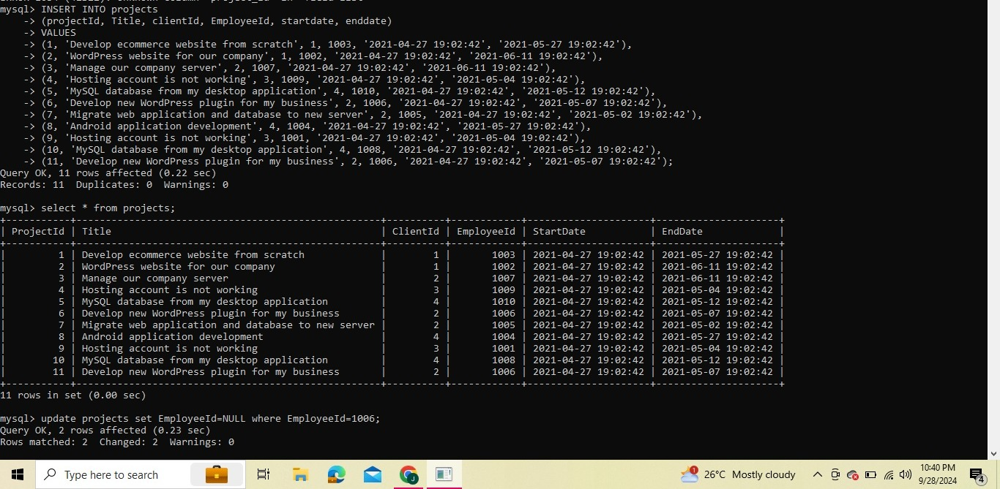 mysql> INSERT INTO projects
    -> (projectId, Title, clientId, EmployeeId, startdate, enddate)
    -> VALUES
    -> (1, 'Develop ecommerce website from scratch', 1, 1003, '2021-04-27 19:02:42', '2021-05-27 19:02:42'),
    -> (2, 'WordPress website for our company', 1, 1002, '2021-04-27 19:02:42', '2021-06-11 19:02:42'),
    -> (3, 'Manage our company server', 2, 1007, '2021-04-27 19:02:42', '2021-06-11 19:02:42'),
    -> (4, 'Hosting account is not working', 3, 1009, '2021-04-27 19:02:42', '2021-05-04 19:02:42'),
    -> (5, 'MySQL database from my desktop application', 4, 1010, '2021-04-27 19:02:42', '2021-05-12 19:02:42'),
    -> (6, 'Develop new WordPress plugin for my business', 2, 1006, '2021-04-27 19:02:42', '2021-05-07 19:02:42'),
    -> (7, 'Migrate web application and database to new server', 2, 1005, '2021-04-27 19:02:42', '2021-05-02 19:02:42'),
    -> (8, 'Android application development', 4, 1004, '2021-04-27 19:02:42', '2021-05-27 19:02:42'),
    -> (9, 'Hosting account is not working', 3, 1001, '2021-04-27 19:02:42', '2021-05-04 19:02:42'),
    -> (10, 'MySQL database from my desktop application', 4, 1008, '2021-04-27 19:02:42', '2021-05-12 19:02:42'),
    -> (11, 'Develop new WordPress plugin for my business', 2, 1006, '2021-04-27 19:02:42', '2021-05-07 19:02:42');
Query OK, 11 rows affected (0.22 sec)
Records: 11  Duplicates: 0  Warnings: 0
mysql> select * from projects;
| ProjectId | Title | ClientId | EmployeeId | StartDate | EndDate |
| 1 | Develop ecommerce website from scratch | 1 | 1003 | 2021-04-27 19:02:42 | 2021-05-27 19:02:42 |
| 2 | WordPress website for our company | 1 | 1002 | 2021-04-27 19:02:42 | 2021-06-11 19:02:42 |
| 3 | Manage our company server | 2 | 1007 | 2021-04-27 19:02:42 | 2021-06-11 19:02:42 |
| 4 | Hosting account is not working | 3 | 1009 | 2021-04-27 19:02:42 | 2021-05-04 19:02:42 |
| 5 | MySQL database from my desktop application | 4 | 1010 | 2021-04-27 19:02:42 | 2021-05-12 19:02:42 |
| 6 | Develop new WordPress plugin for my business | 2 | 1006 | 2021-04-27 19:02:42 | 2021-05-07 19:02:42 |
| 7 | Migrate web application and database to new server | 2 | 1005 | 2021-04-27 19:02:42 | 2021-05-02 19:02:42 |
| 8 | Android application development | 4 | 1004 | 2021-04-27 19:02:42 | 2021-05-27 19:02:42 |
| 9 | Hosting account is not working | 3 | 1001 | 2021-04-27 19:02:42 | 2021-05-04 19:02:42 |
| 10 | MySQL database from my desktop application | 4 | 1008 | 2021-04-27 19:02:42 | 2021-05-12 19:02:42 |
| 11 | Develop new WordPress plugin for my business | 2 | 1006 | 2021-04-27 19:02:42 | 2021-05-07 19:02:42 |
11 rows in set (0.00 sec)
mysql> update projects set EmployeeId=NULL where EmployeeId=1006;
Query OK, 2 rows affected (0.23 sec)
Rows matched: 2  Changed: 2  Warnings: 0
Type here to search
J
1
26°C Mostly cloudy
10:40 PM
9/28/2024
4